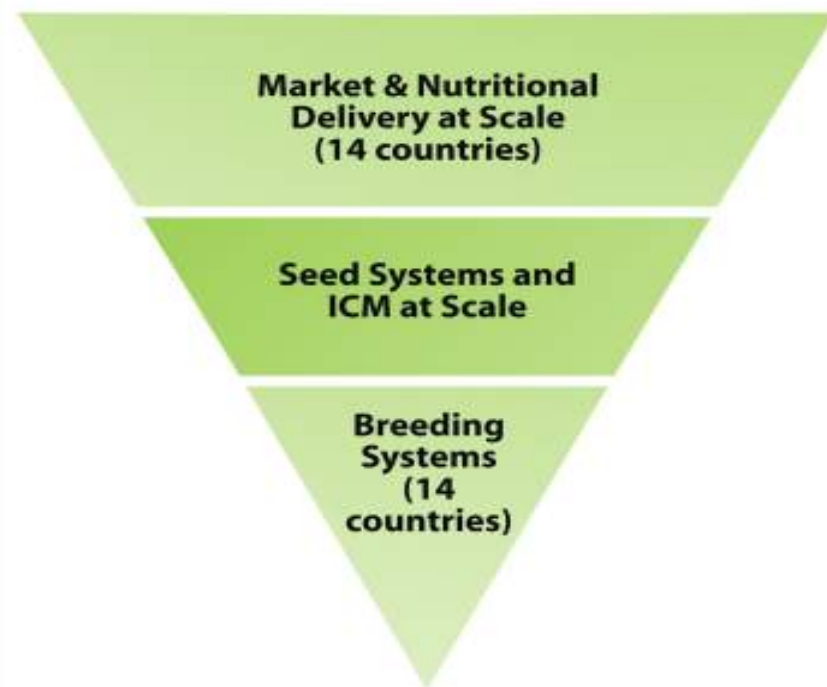 Market & Nutritional
Delivery at Scale
(14 countries)
Seed Systems and
ICM at Scale
Breeding
Systems
(14
countries)